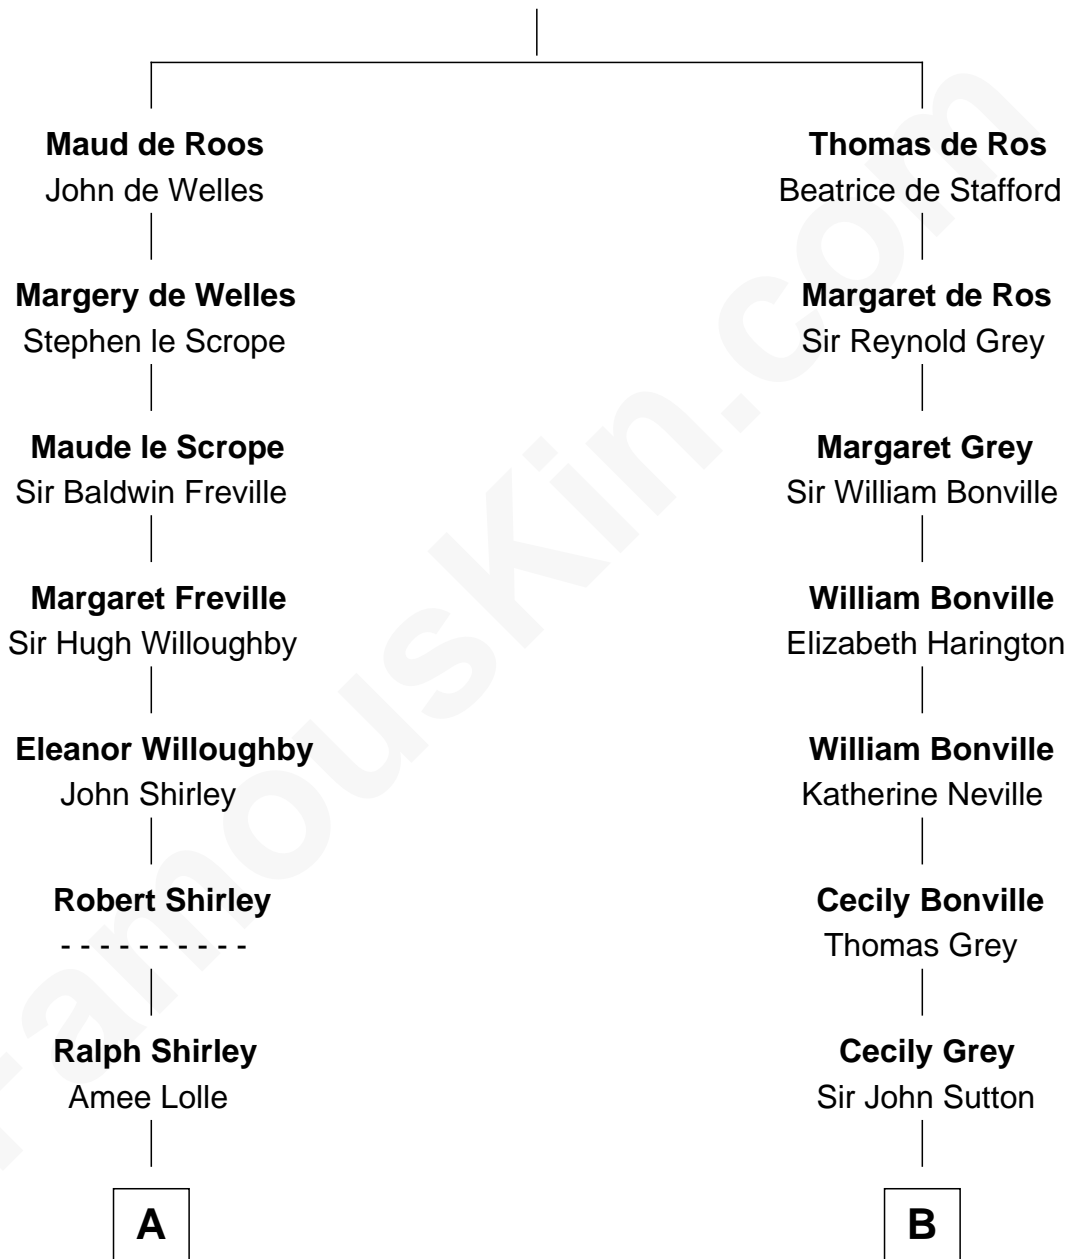 Maud de Roos
John de Welles
Margery de Welles
Stephen le Scrope
Maude le Scrope
Sir Baldwin Freville
Margaret Freville
Sir Hugh Willoughby
Eleanor Willoughby
John Shirley
Robert Shirley
- - - - - - - - - -
Ralph Shirley
Amee Lolle
A
Thomas de Ros
Beatrice de Stafford
Margaret de Ros
Sir Reynold Grey
Margaret Grey
Sir William Bonville
William Bonville
Elizabeth Harington
William Bonville
Katherine Neville
Cecily Bonville
Thomas Grey
Cecily Grey
Sir John Sutton
B
FamousKin.com